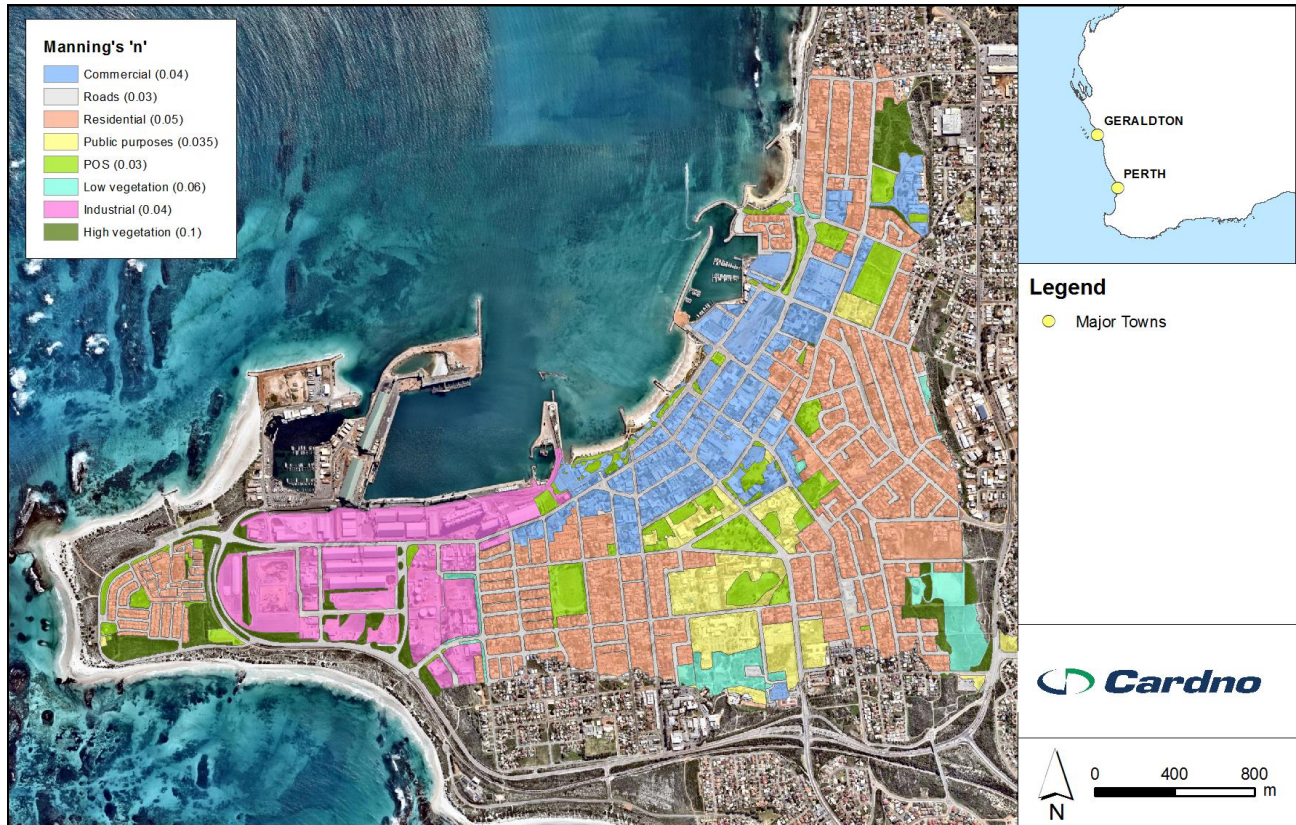 Manning's 'n'
Commercial (0.04)
Roads (0.03)
Residential (0.05)
Public purposes (0.035)
POS (0.03)
Low vegetation (0.06)
Industrial (0.04)
High vegetation (0.1)
GERALDTON
PERTH
Legend
Major Towns
Cardno
N
0 400 800
m